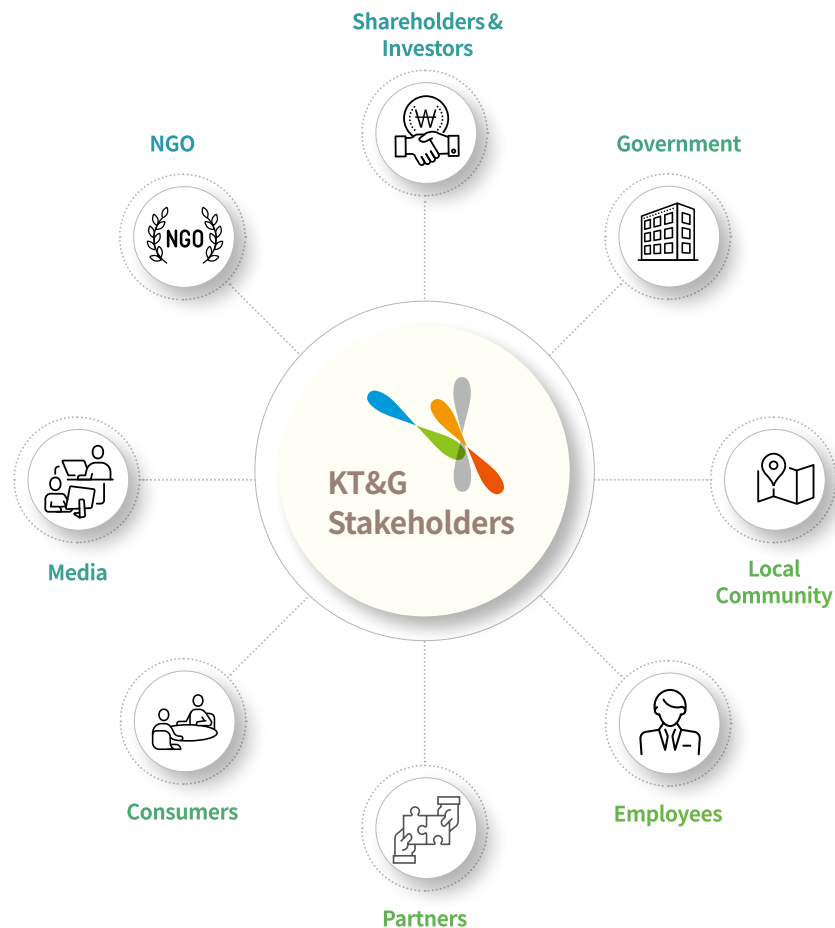 Shareholders &
Investors
NGO
Government
NGO
KT&G
Stakeholders
Media
Local
Community
Consumers
Employees
Partners